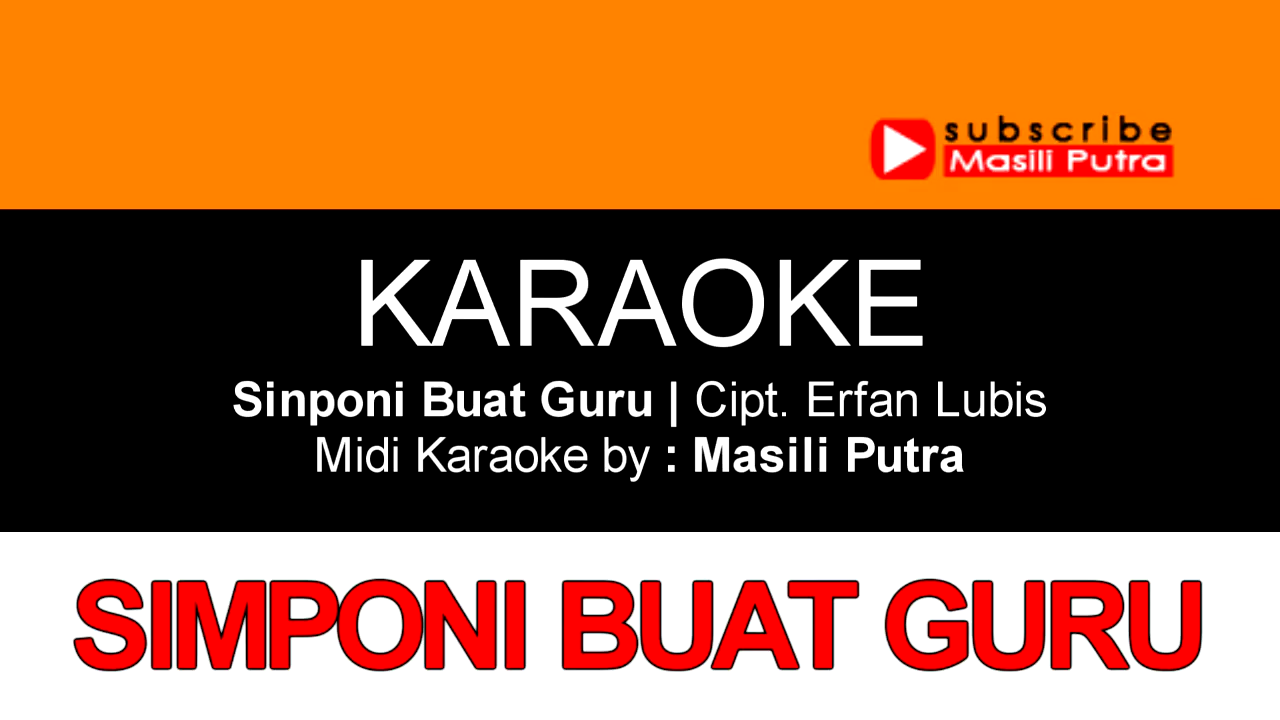 subscribe
Masili Putra
KARAOKE
Sinponi Buat Guru | Cipt. Erfan Lubis
Midi Karaoke by : Masili Putra
SIMPONI BUAT GURU